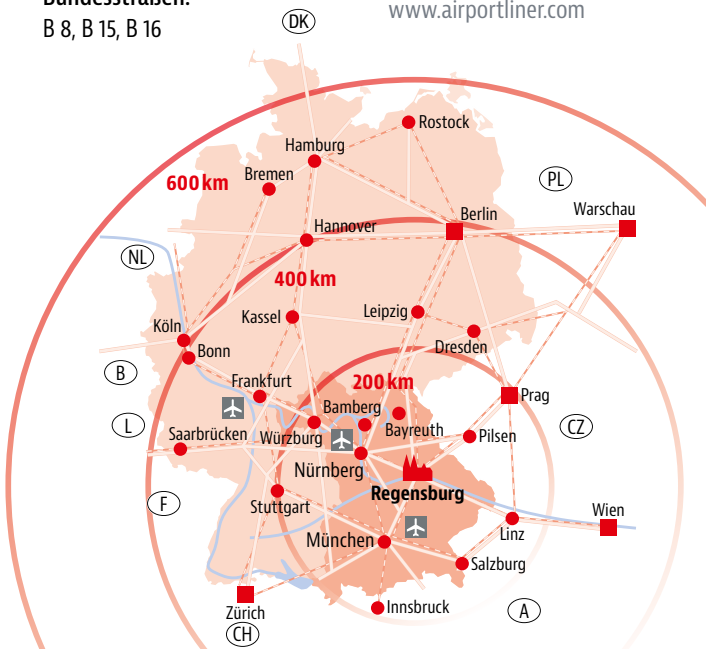 Bundesstraßen:
B 8, B 15, B 16
www.airportliner.com
DK
Rostock
Hamburg
Bremen
600 km
PL
Hannover
Berlin
Warschau
NL
400 km
Kassel
Leipzig
Köln
Bonn
Dresden
B
Frankfurt
200 km
Prag
Bamberg
L
Bayreuth
CZ
Saarbrücken
Würzburg
Pilsen
Nürnberg
Regensburg
F
Stuttgart
Wien
Linz
München
Salzburg
Zürich
Innsbruck
A
CH